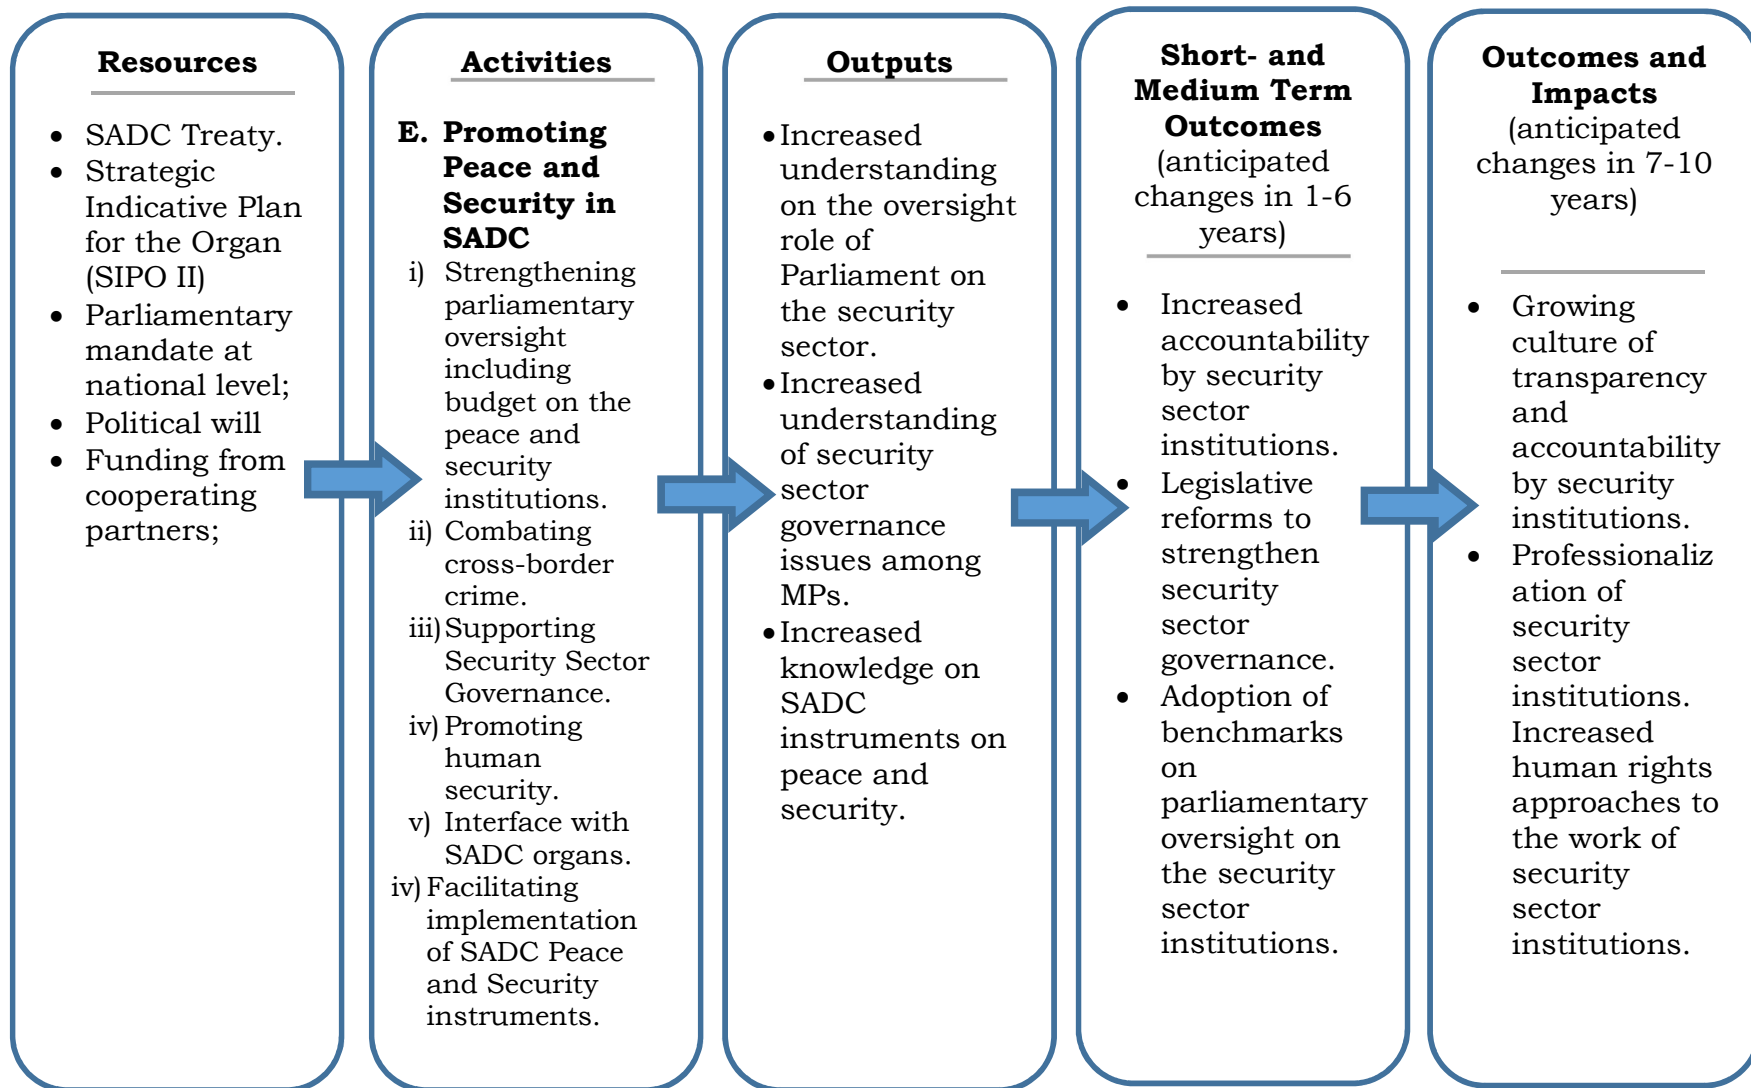 Resources
• SADC Treaty.
• Strategic
Indicative Plan
for the Organ
(SIPO II)
• Parliamentary
mandate at
national level;
• Political will
• Funding from
cooperating
partners;
Activities
E. Promoting
Peace and
Security in
SADC
i) Strengthening
parliamentary
oversight
including
budget on the
peace and
security
institutions.
ii) Combating
cross-border
crime.
iii) Supporting
Security Sector
Governance.
iv) Promoting
human
security.
v) Interface with
SADC organs.
iv) Facilitating
implementation
of SADC Peace
and Security
instruments.
Outputs
• Increased
understanding
on the oversight
role of
Parliament on
the security
sector.
• Increased
understanding
of security
sector
governance
issues among
MPs.
• Increased
knowledge on
SADC
instruments on
peace and
security.
Short- and
Medium Term
Outcomes
(anticipated
changes in 1-6
years)
• Increased
accountability
by security
sector
institutions.
• Legislative
reforms to
strengthen
security
sector
governance.
• Adoption of
benchmarks
on
parliamentary
oversight on
the security
sector
institutions.
Outcomes and
Impacts
(anticipated
changes in 7-10
years)
• Growing
culture of
transparency
and
accountability
by security
institutions.
• Professionaliz
ation of
security
sector
institutions.
Increased
human rights
approaches to
the work of
security
sector
institutions.